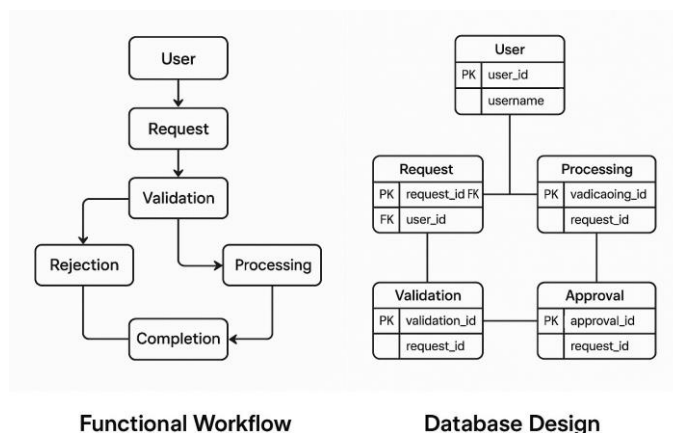 User
Request
Validation
Rejection
Processing
Completion
Functional Workflow
User
PK user_id
username
Request
PK request_id FK
FK user_id
Processing
PK vadicaoing_id
request_id
Validation
PK validation_id
request_id
Approval
PK approval_id
request_id
Database Design